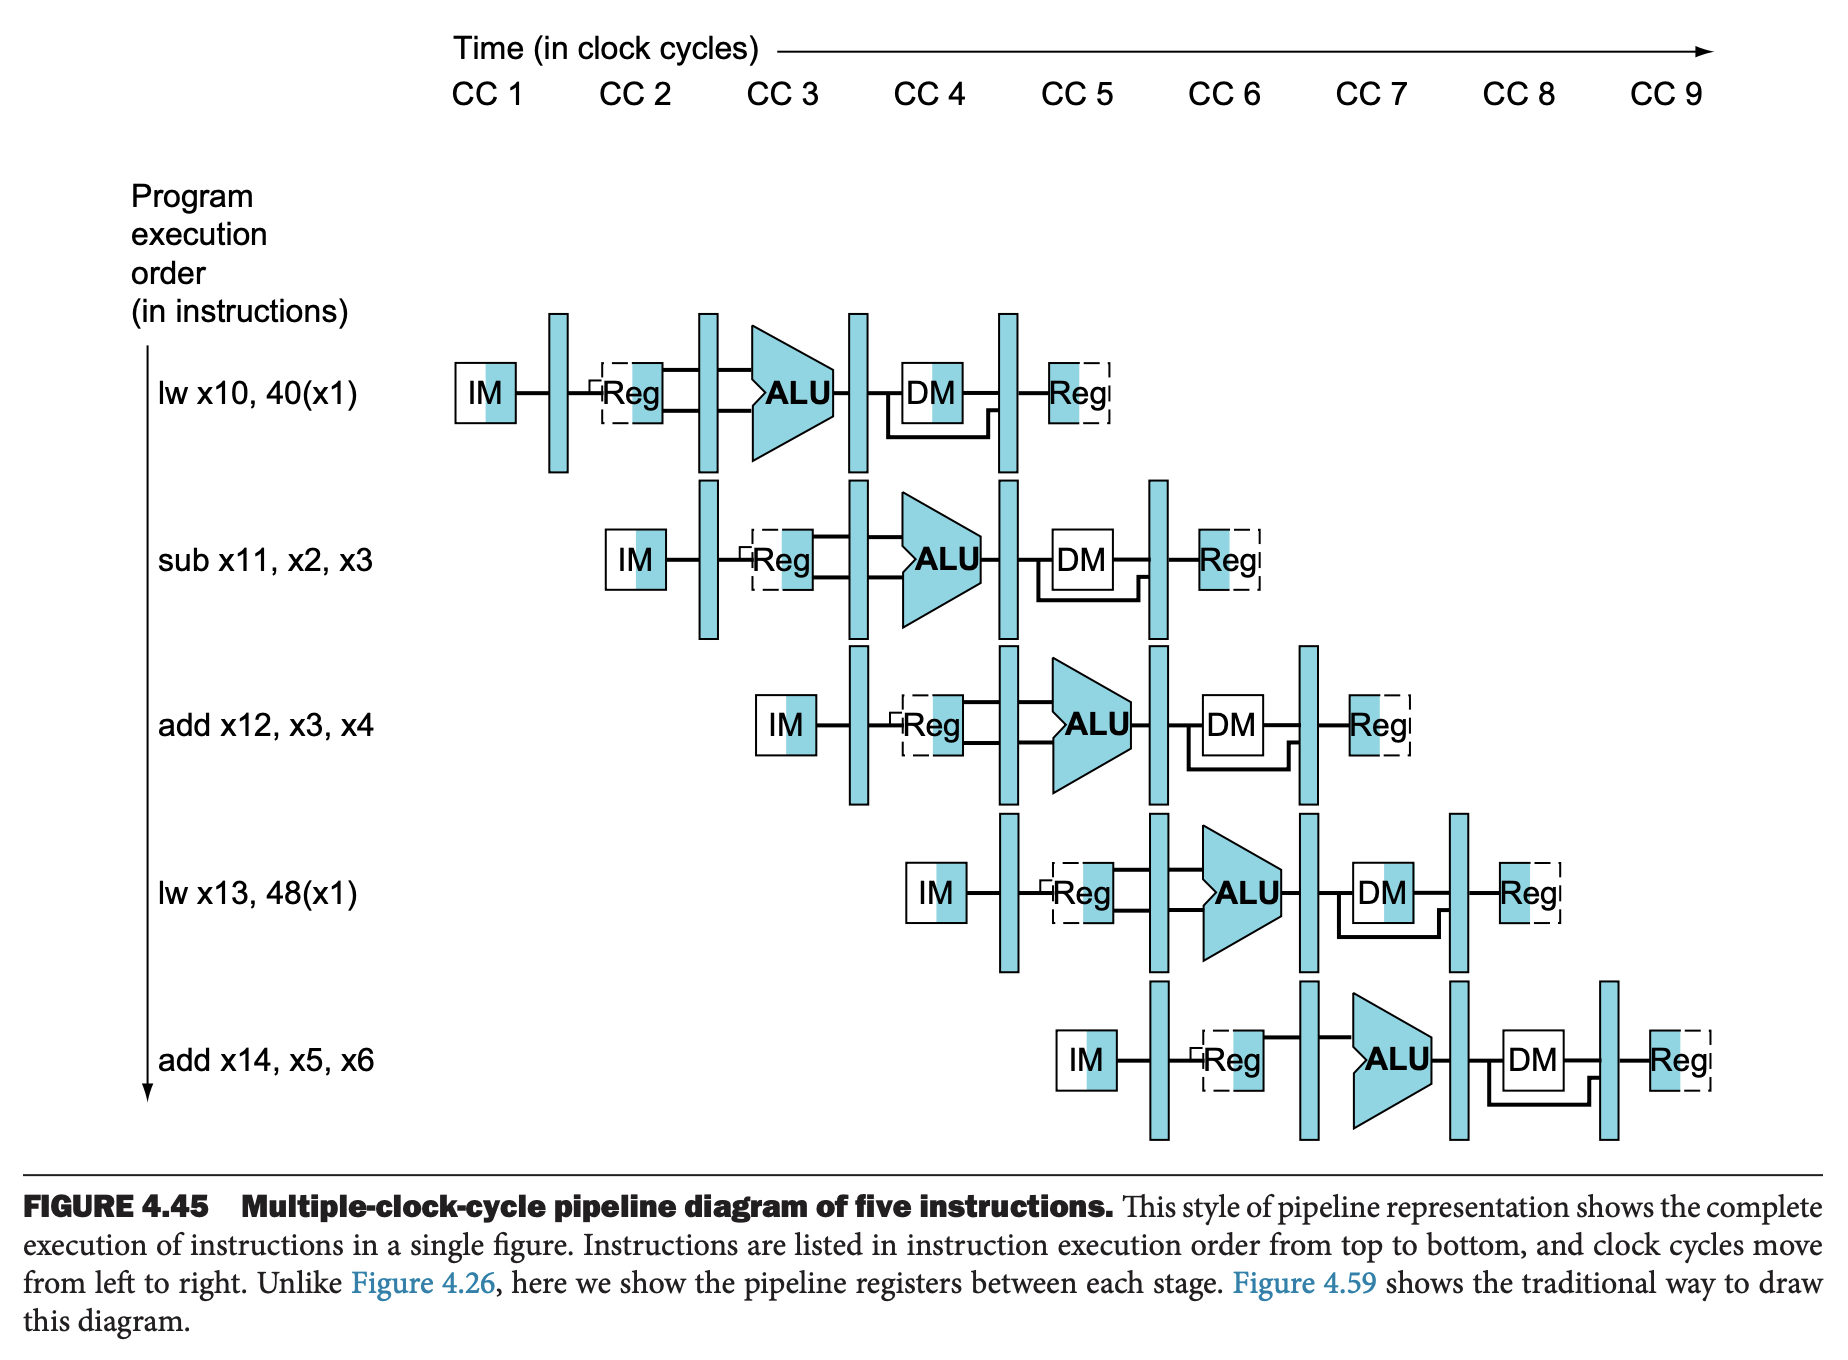 Time (in clock cycles)
CC 1 CC 2 CC 3 CC 4 CC 5 CC 6 CC 7 CC 8 CC 9
Program
execution
order
(in instructions)
lw x10, 40(x1) IM Reg ALU DM Reg
sub x11, x2, x3 IM Reg ALU DM Reg
add x12, x3, x4 IM Reg ALU DM Reg
lw x13, 48(x1) IM Reg ALU DM Reg
add x14, x5, x6 IM Reg ALU DM Reg
FIGURE 4.45 Multiple-clock-cycle pipeline diagram of five instructions. This style of pipeline representation shows the complete
execution of instructions in a single figure. Instructions are listed in instruction execution order from top to bottom, and clock cycles move
from left to right. Unlike Figure 4.26, here we show the pipeline registers between each stage. Figure 4.59 shows the traditional way to draw
this diagram.